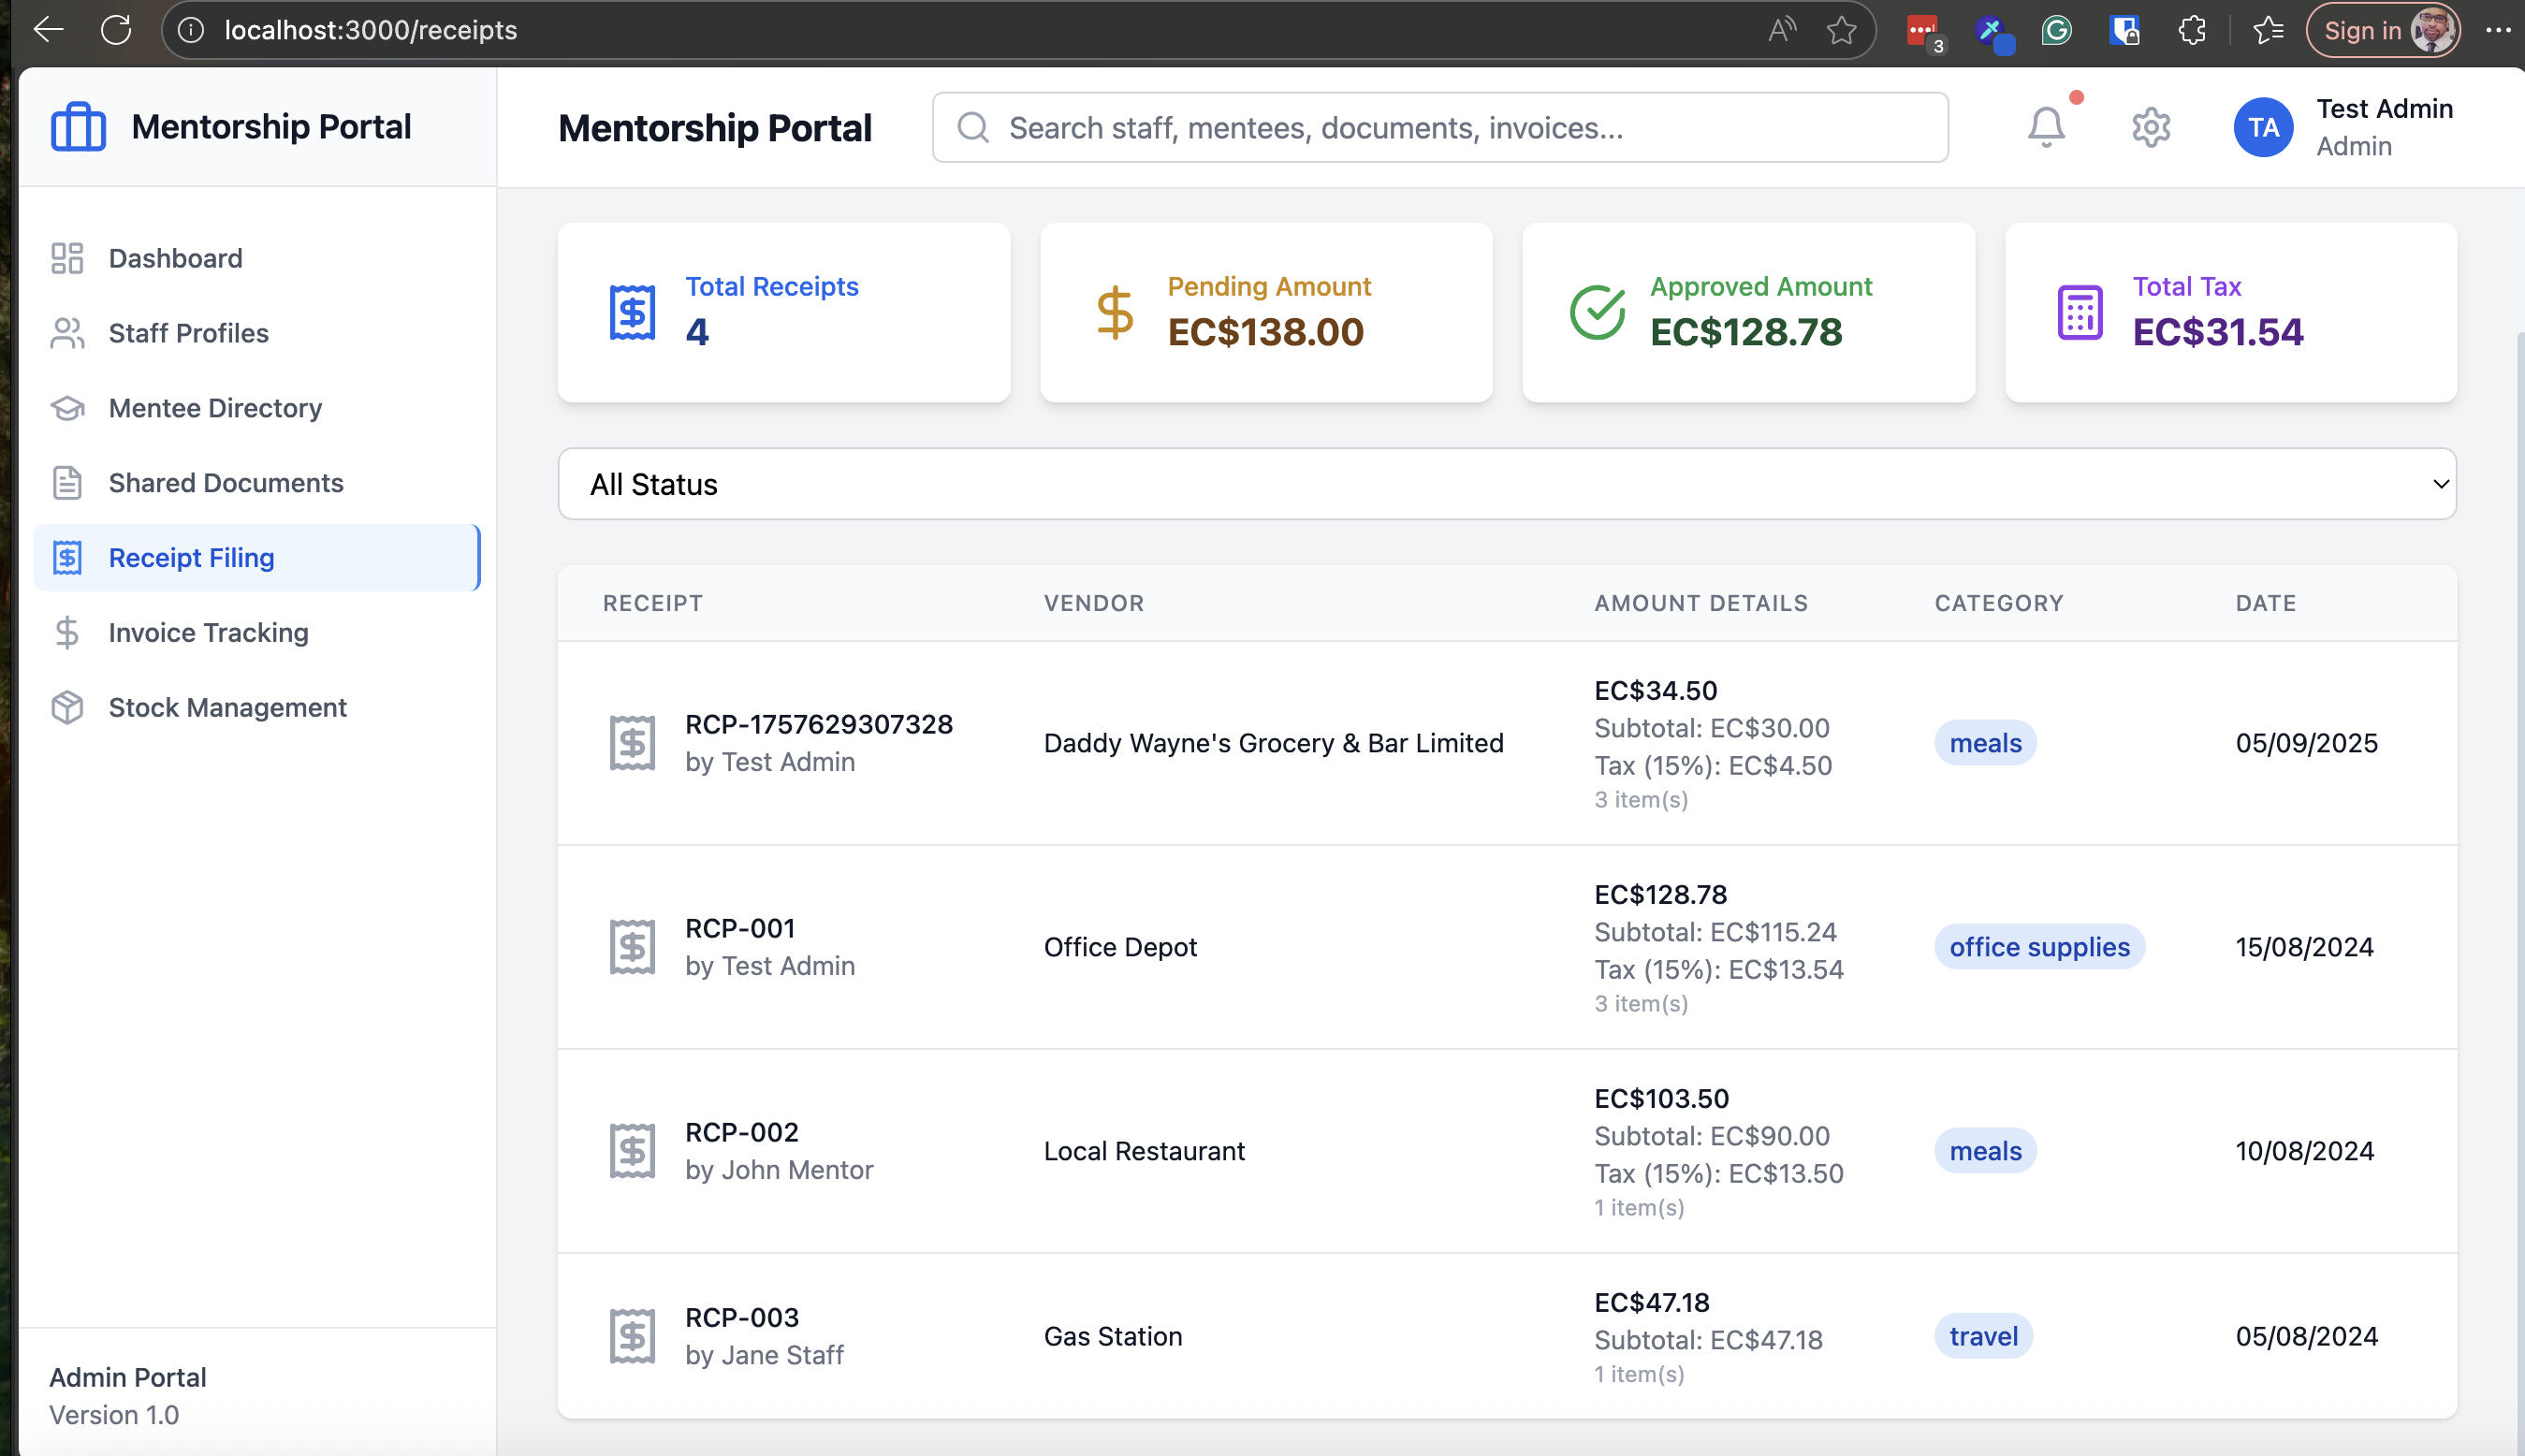 localhost:3000/receipts
3
Sign in
Mentorship Portal
Mentorship Portal
Search staff, mentees, documents, invoices...
TA
Test Admin
Admin
Dashboard
Staff Profiles
Mentee Directory
Shared Documents
Receipt Filing
Invoice Tracking
Stock Management
Admin Portal
Version 1.0
Total Receipts
4
Pending Amount
EC$138.00
Approved Amount
EC$128.78
Total Tax
EC$31.54
All Status
RECEIPT VENDOR AMOUNT DETAILS CATEGORY DATE
RCP-1757629307328
by Test Admin
Daddy Wayne's Grocery & Bar Limited
EC$34.50
Subtotal: EC$30.00
Tax (15%): EC$4.50
3 item(s)
meals
05/09/2025
RCP-001
by Test Admin
Office Depot
EC$128.78
Subtotal: EC$115.24
Tax (15%): EC$13.54
3 item(s)
office supplies
15/08/2024
RCP-002
by John Mentor
Local Restaurant
EC$103.50
Subtotal: EC$90.00
Tax (15%): EC$13.50
1 item(s)
meals
10/08/2024
RCP-003
by Jane Staff
Gas Station
EC$47.18
Subtotal: EC$47.18
1 item(s)
travel
05/08/2024